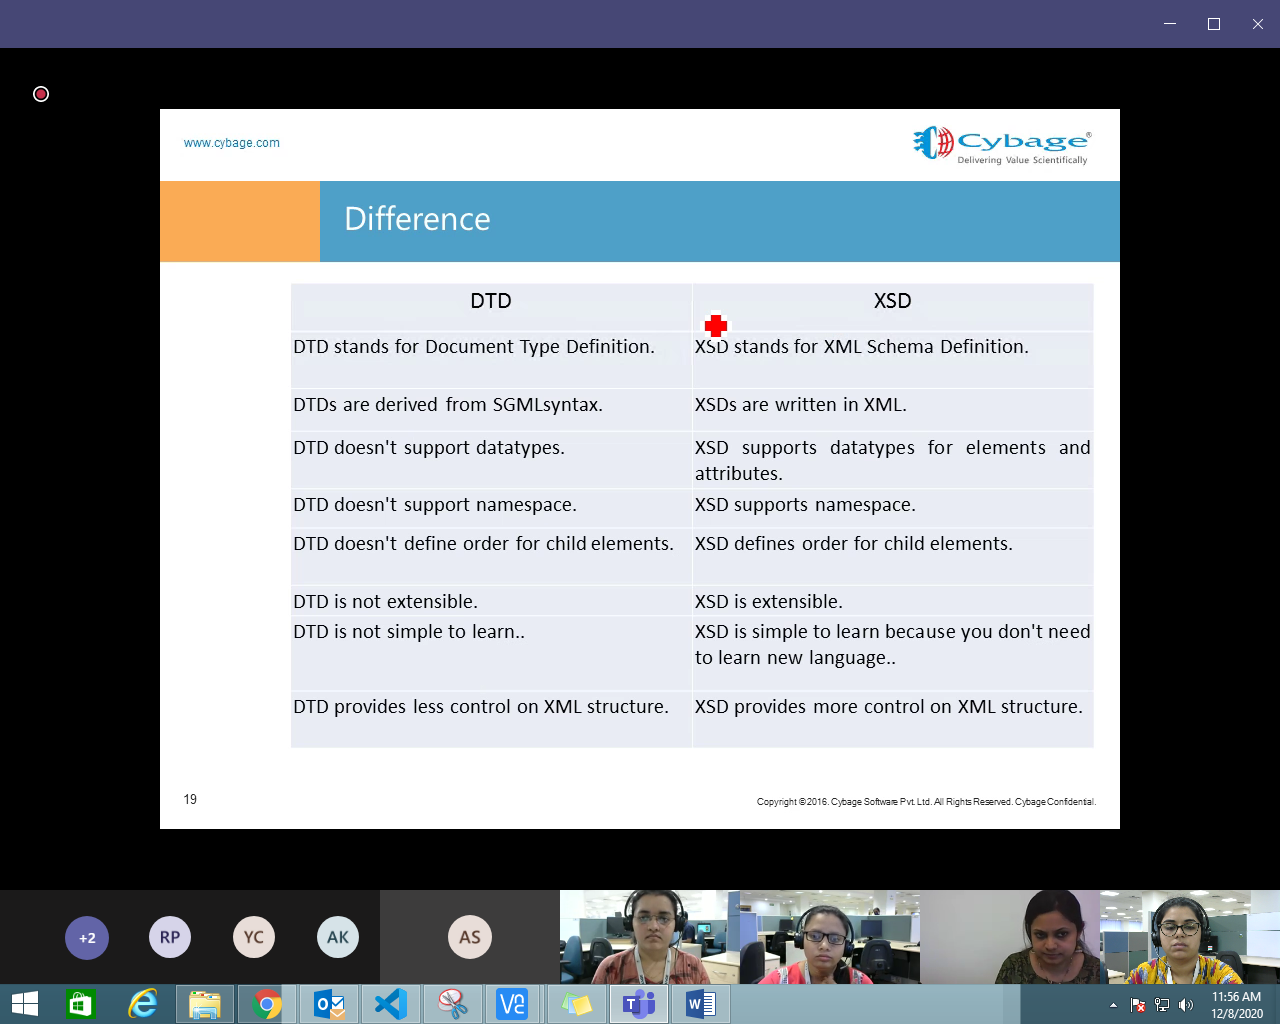 www.cybage.com
Cybage®
Delivering Value Scientifically
Difference
DTD
XSD
DTD stands for Document Type Definition.
XSD stands for XML Schema Definition.
DTDs are derived from SGMLsyntax.
XSDs are written in XML.
DTD doesn't support datatypes.
XSD supports datatypes for elements and
attributes.
DTD doesn't support namespace.
XSD supports namespace.
DTD doesn't define order for child elements.
XSD defines order for child elements.
DTD is not extensible.
XSD is extensible.
DTD is not simple to learn..
XSD is simple to learn because you don't need
to learn new language..
DTD provides less control on XML structure.
XSD provides more control on XML structure.
19
Copyright © 2016. Cybage Software Pvt. Ltd. All Rights Reserved. Cybage Confidential.
+2
RP
YC
AK
AS
11:56 AM
12/8/2020